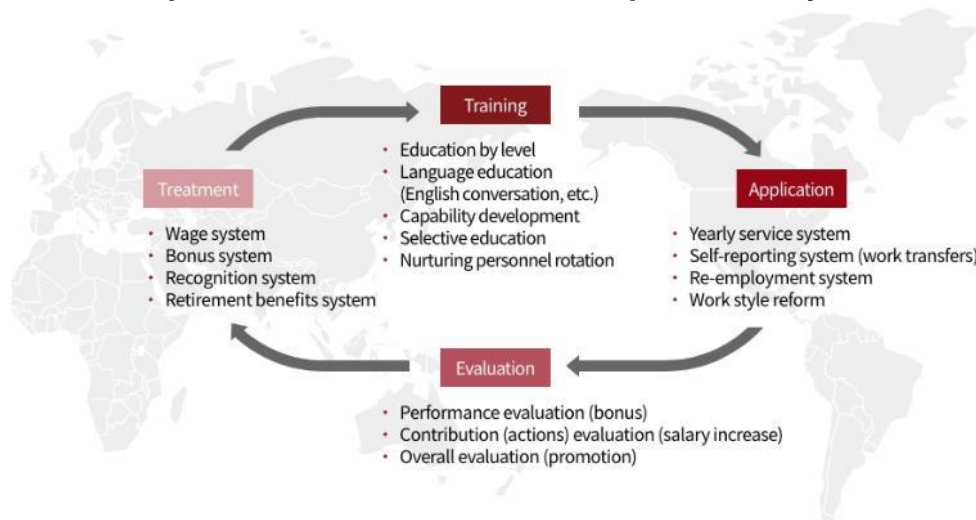 Training
• Education by level
• Language education
(English conversation, etc.)
• Capability development
• Selective education
• Nurturing personnel rotation
Treatment
• Wage system
• Bonus system
• Recognition system
• Retirement benefits system
Application
• Yearly service system
• Self-reporting system (work transfers)
• Re-employment system
• Work style reform
Evaluation
• Performance evaluation (bonus)
• Contribution (actions) evaluation (salary increase)
• Overall evaluation (promotion)